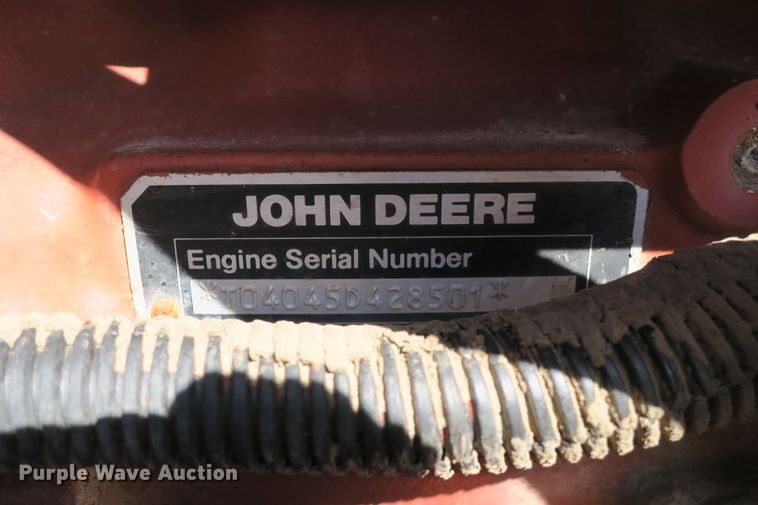 JOHN DEERE
Engine Serial Number
*T04045D428501*
Purple Wave Auction